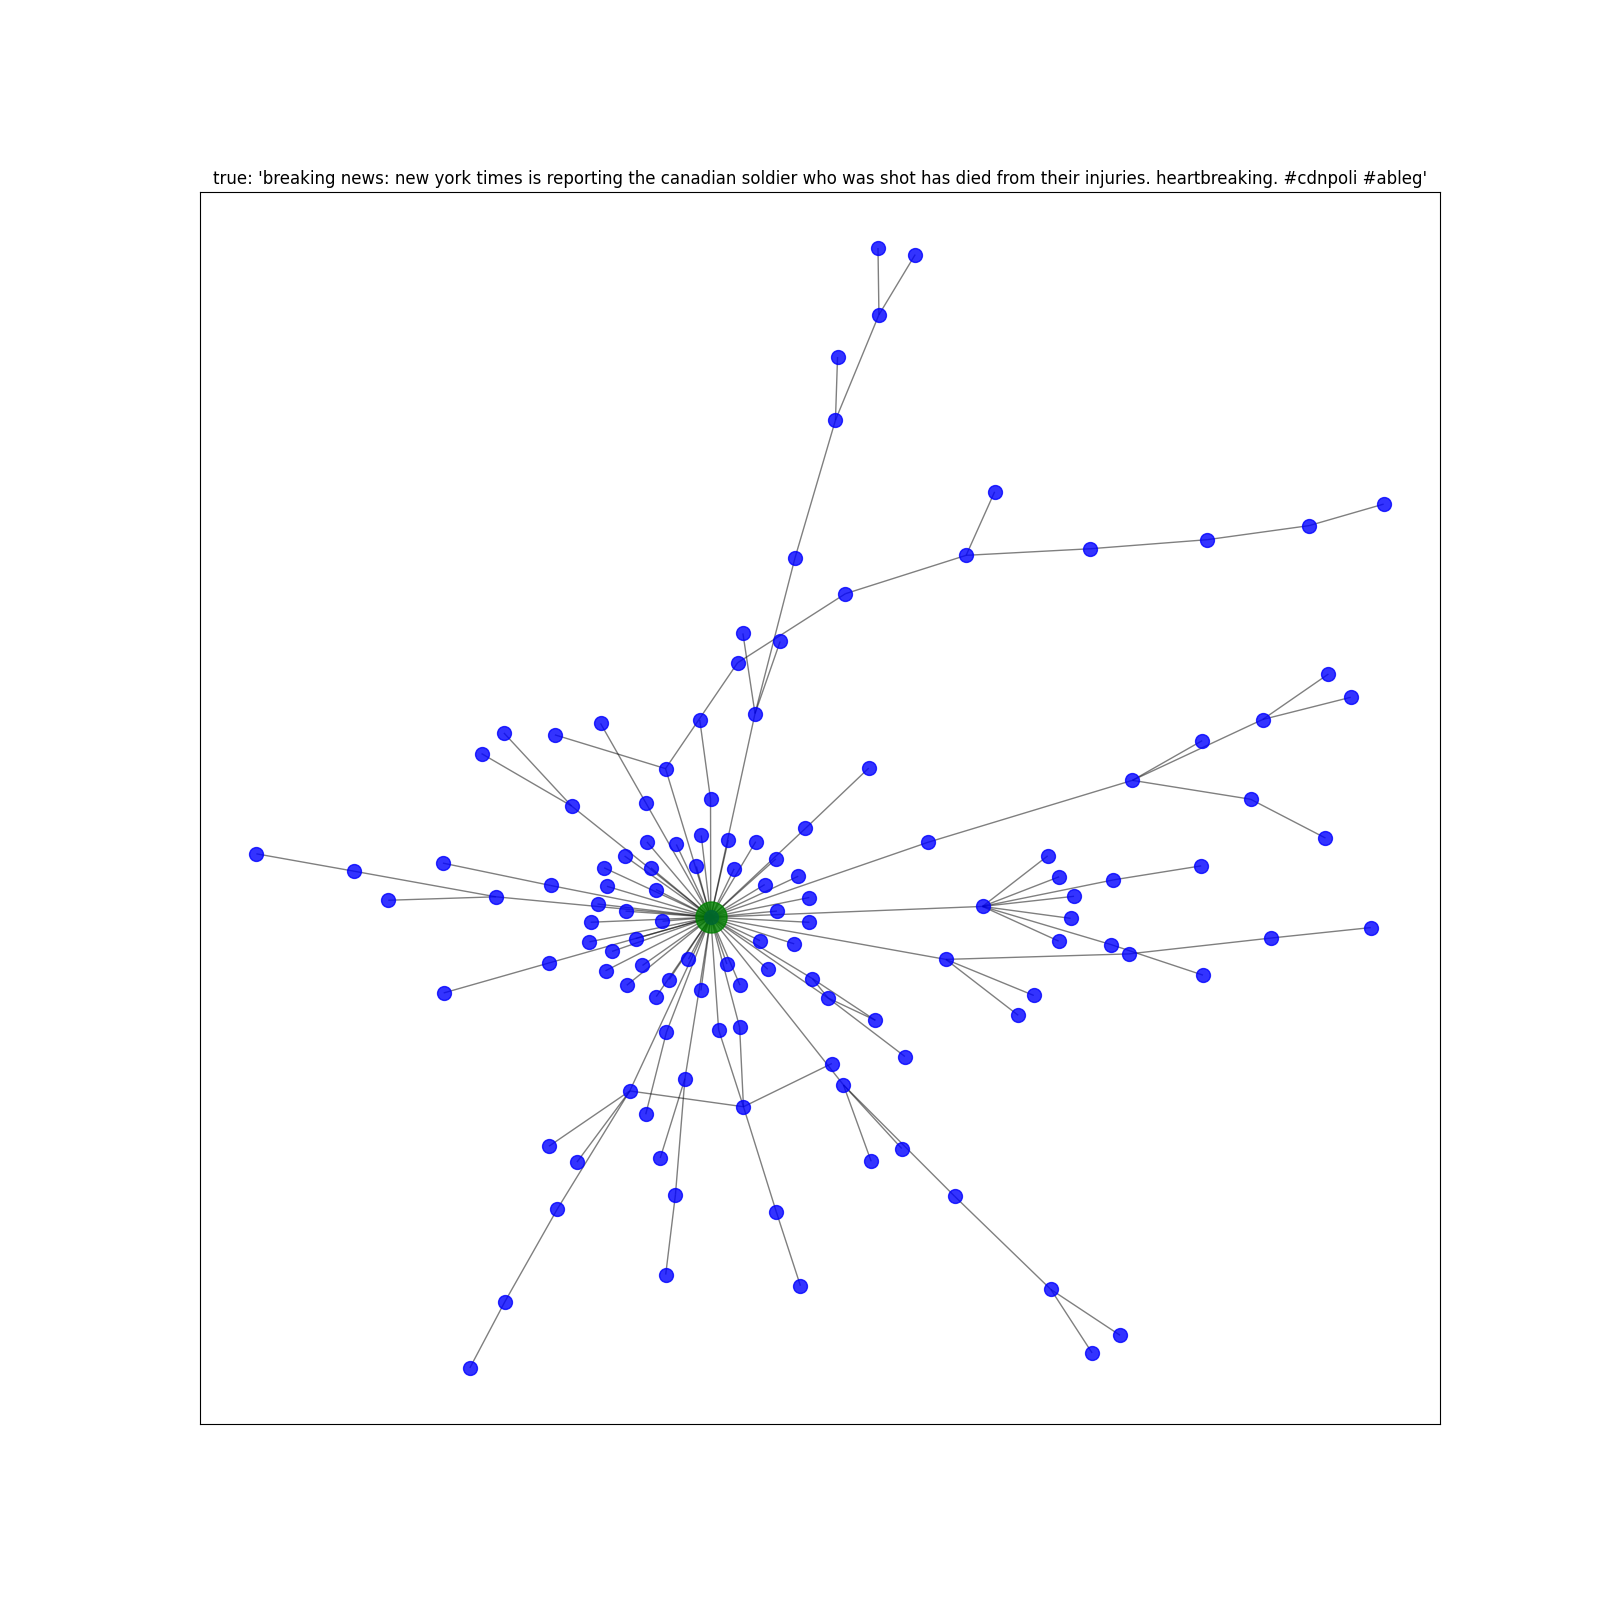 true: 'breaking news: new york times is reporting the canadian soldier who was shot has died from their injuries. heartbreaking. #cdnpoli #ableg'